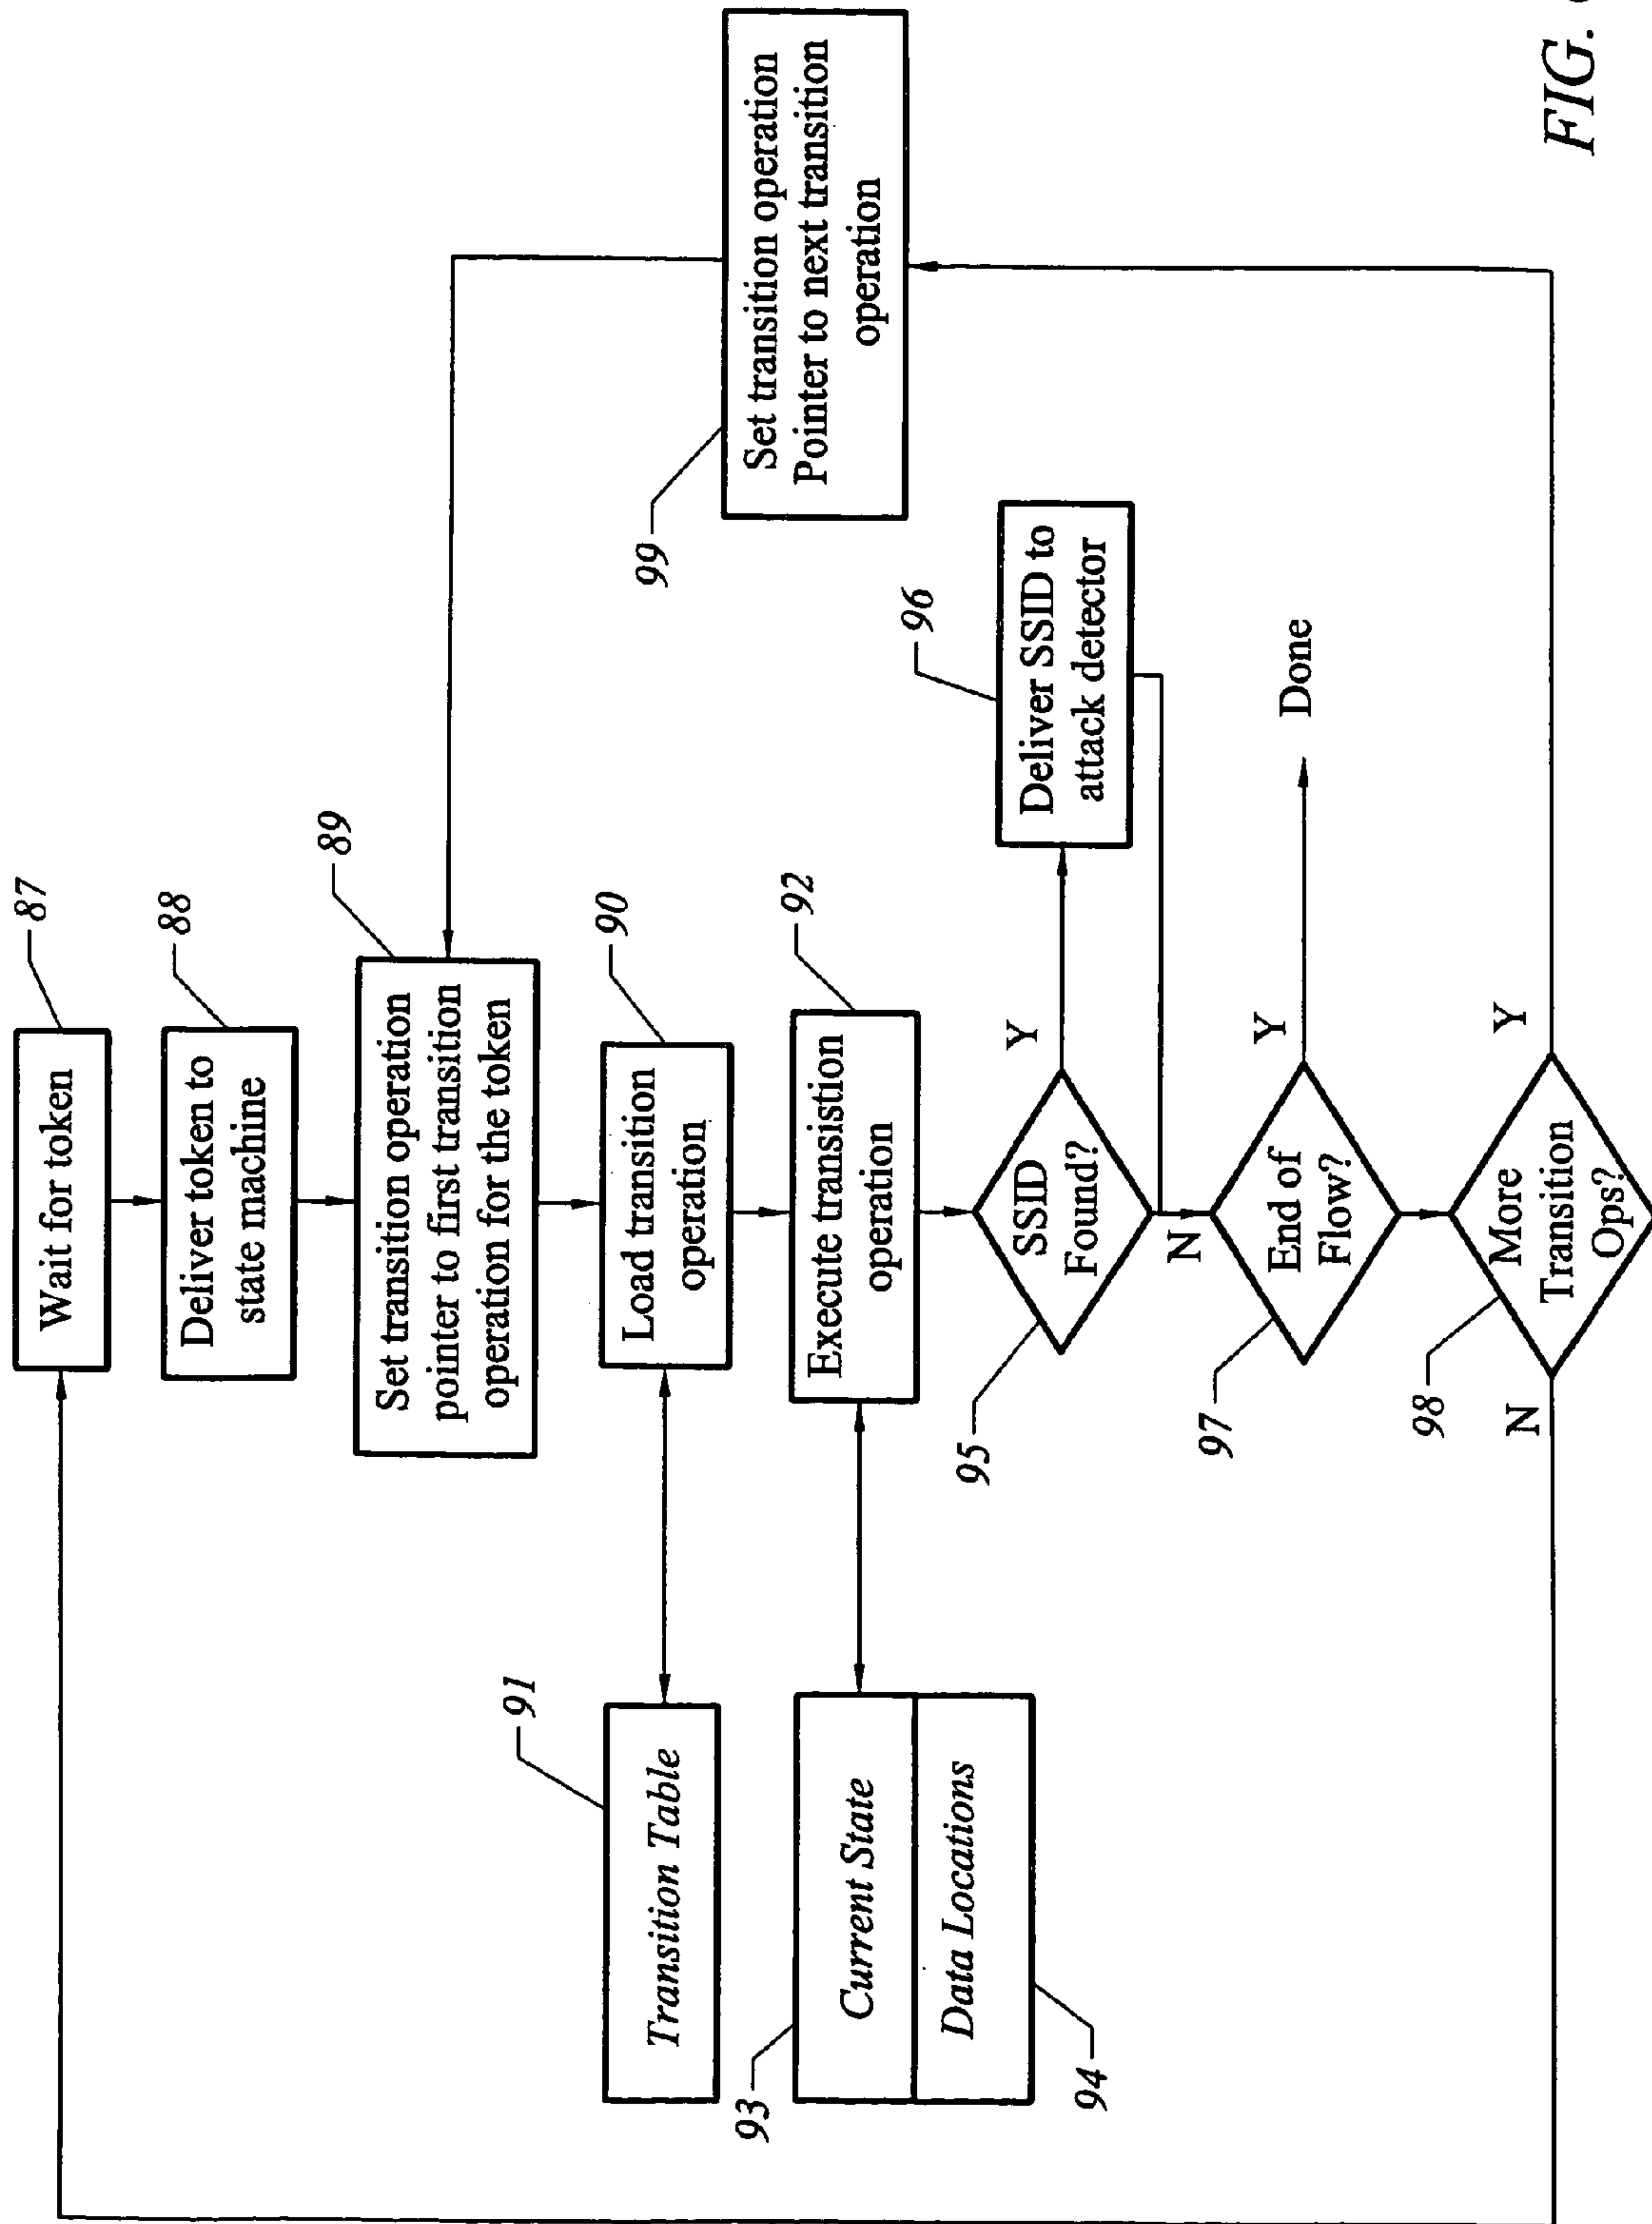 87
Wait for token
88
Deliver token to
state machine
89
Set transition operation
pointer to first transition
operation for the token
90
Load transition
operation
91
Transition Table
92
Execute transistion
operation
93
Current State
94
Data Locations
95
SSID
Found?
Y
N
96
Deliver SSID to
attack detector
97
End of
Flow?
Y
Done
98
More
Transition
Ops?
Y
N
99
Set transition operation
Pointer to next transition
operation
FIG.